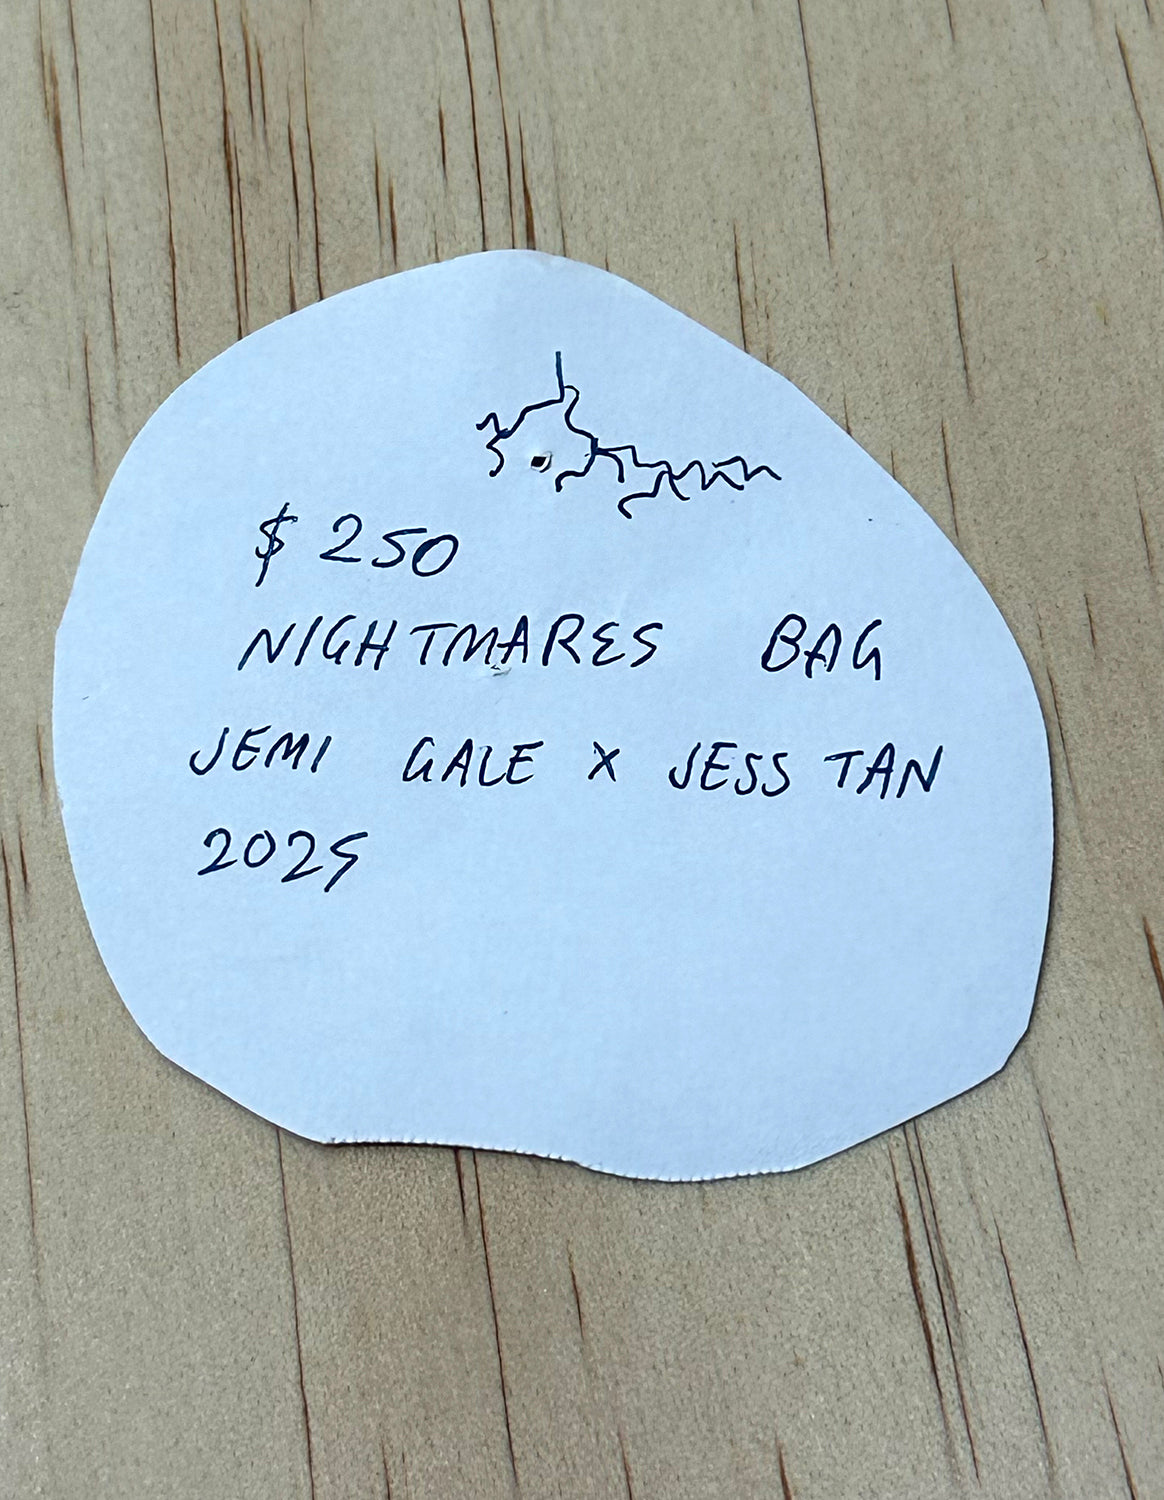 $250
NIGHTMARES BAG
JEMI GALE X JESS TAN
2025